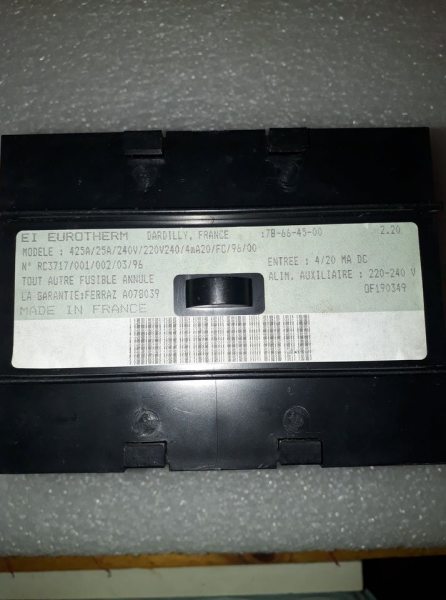 EI EUROTHERM DARDILLY, FRANCE :78-66-45-00 2.20
MODELE : 425A/25A/240V/220V240/4mA20/FC/96/00
N° RC3717/001/002/03/96 ENTREE : 4/20 MA DC
TOUT AUTRE FUSIBLE ANNULE ALIM. AUXILIAIRE : 220-240 V
LA GARANTIE:FERRAZ A078039 OF190349
MADE IN FRANCE